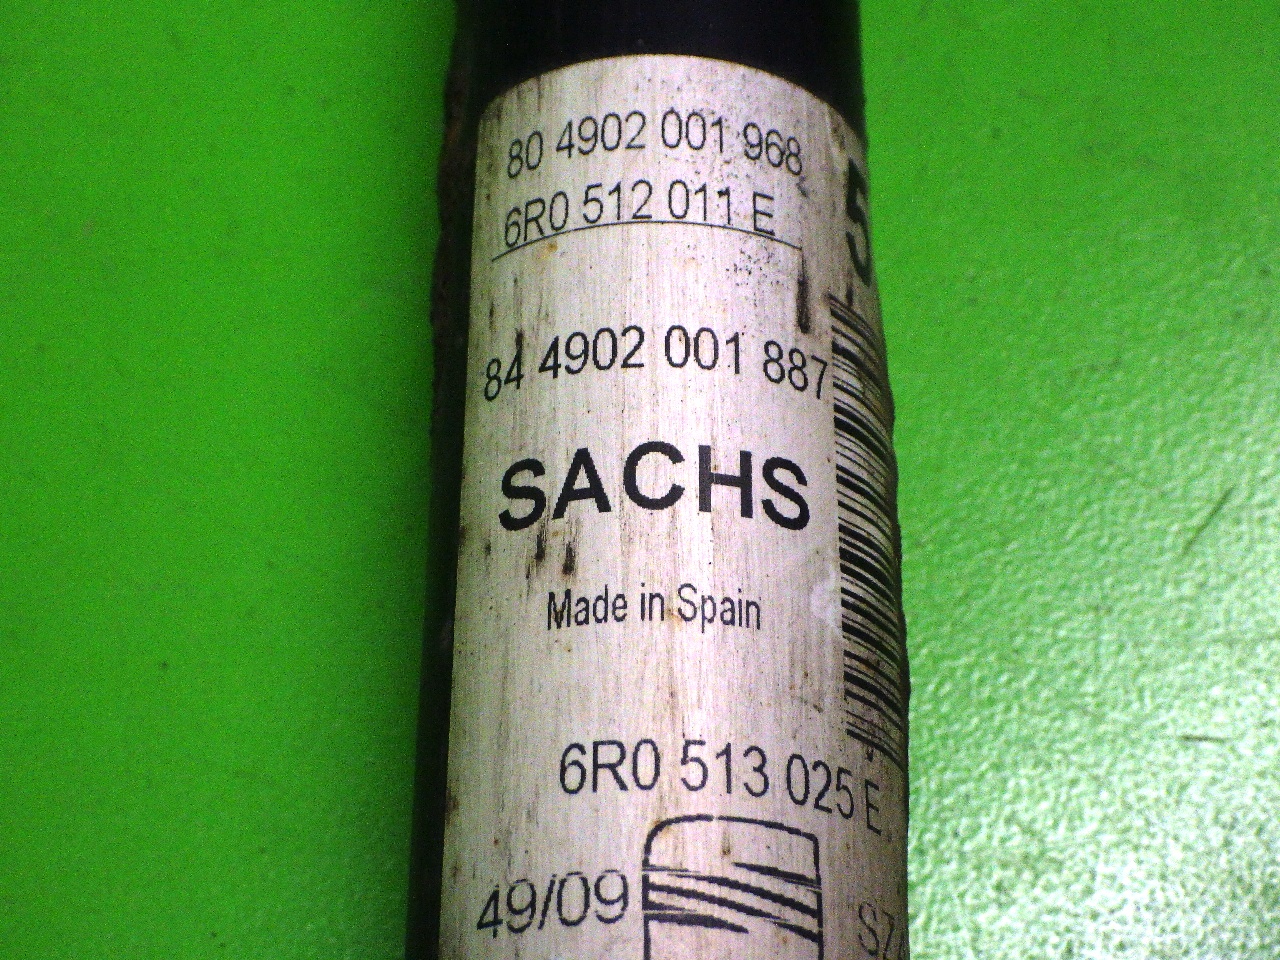 80 4902 001 968
6R0 512 011 E
5
84 4902 001 887
SACHS
Made in Spain
6R0 513 025 E
49/09